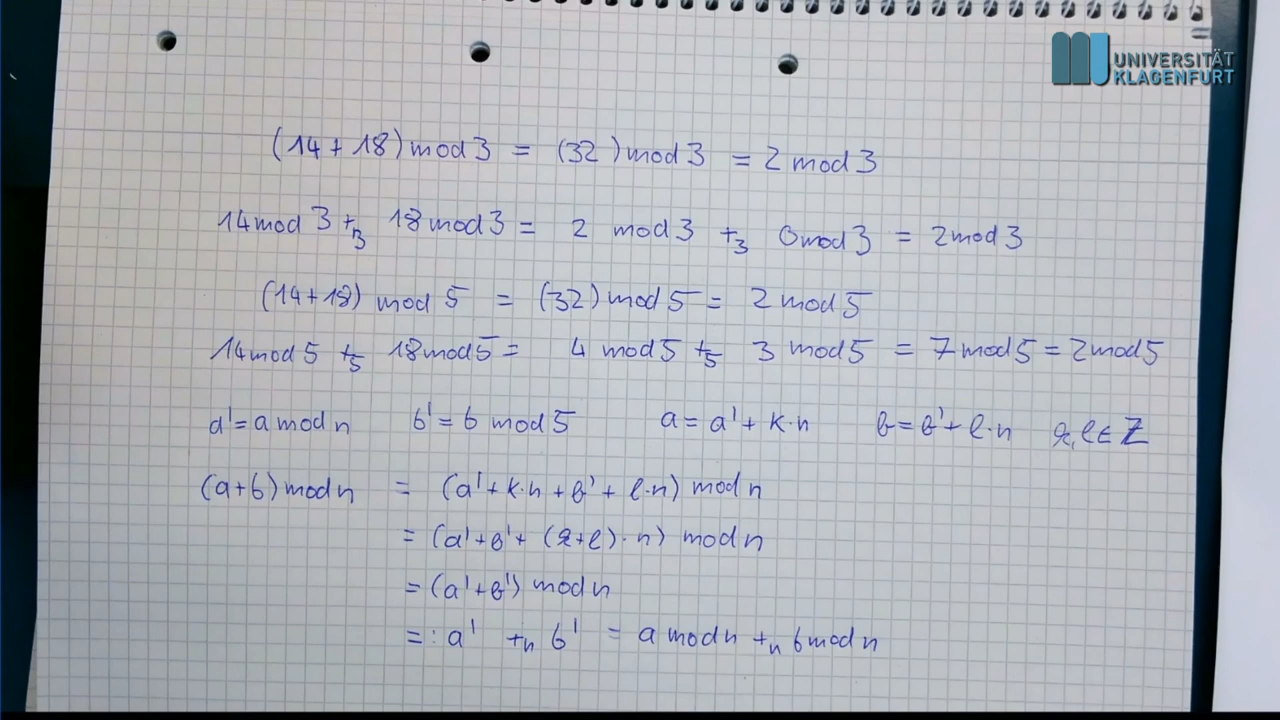 UNIVERSITÄT
KLAGENFURT
(14+18) mod 3 = (32) mod 3 = 2 mod 3
14 mod 3 +₃ 18 mod 3 = 2 mod 3 +₃ 0 mod 3 = 2 mod 3
(14+18) mod 5 = (32) mod 5 = 2 mod 5
14 mod 5 +₅ 18 mod 5 = 4 mod 5 +₅ 3 mod 5 = 7 mod 5 = 2 mod 5
a' = a mod n b' = b mod 5 a = a' + k·n b = b' + l·n k, l ∈ Z
(a+b) mod n = (a' + k·n + b' + l·n) mod n
= (a' + b' + (k+l)·n) mod n
= (a' + b') mod n
=: a' +ₙ b' = a mod n +ₙ b mod n